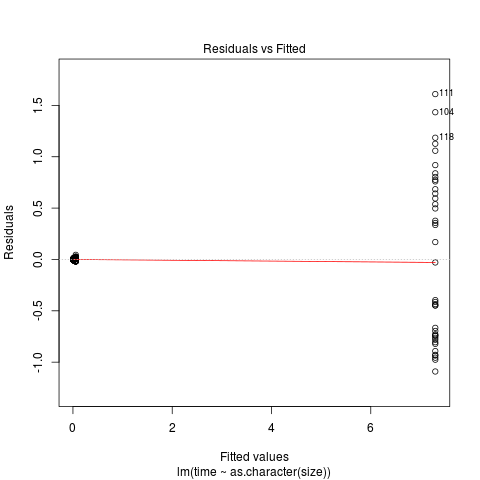 Residuals vs Fitted
111
104
118
1.5
1.0
0.5
0.0
-0.5
-1.0
Residuals
0 2 4 6
Fitted values
lm(time ~ as.character(size))